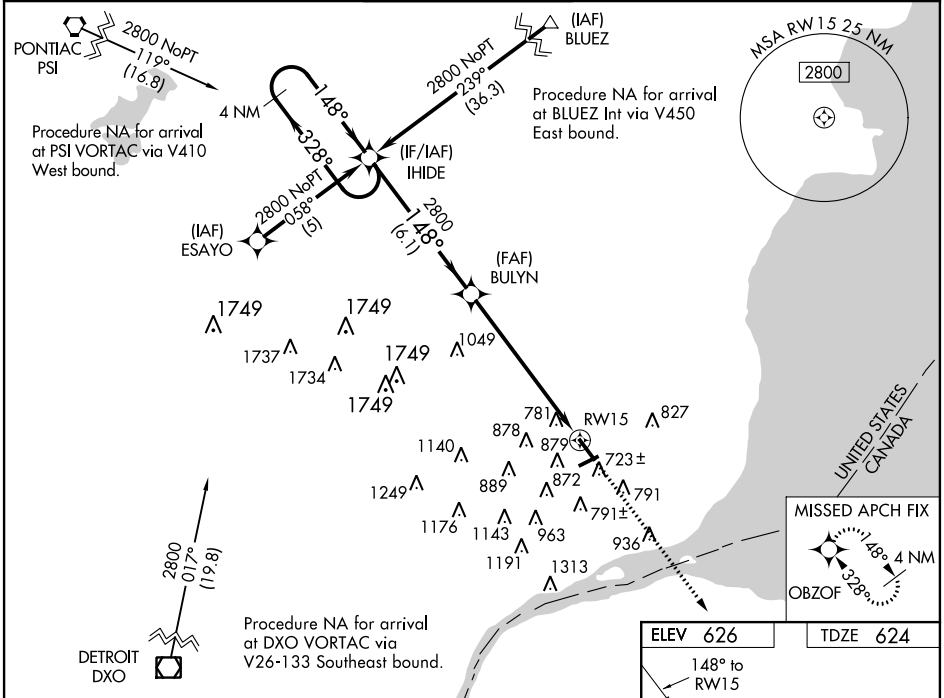 PONTIAC
PSI
2800 NoPT
119°
(16.8)
(IAF)
BLUEZ
2800 NoPT
239°
(36.3)
MSA RW15 25 NM
2800
Procedure NA for arrival
at BLUEZ Int via V450
East bound.
Procedure NA for arrival
at PSI VORTAC via V410
West bound.
4 NM
148°
328°
(IF/IAF)
IHIDE
2800 NoPT
058°
(5)
(IAF)
ESAYO
2800
148°
(6.1)
(FAF)
BULYN
1749
1749
1737
1734
1749
1749
1049
781
RW15
827
878
879
723±
1140
889
872
791
1249
791±
1176
1143
963
936
1191
1313
UNITED STATES
CANADA
MISSED APCH FIX
148°
4 NM
328°
OBZOF
2800
017°
(19.8)
DETROIT
DXO
Procedure NA for arrival
at DXO VORTAC via
V26-133 Southeast bound.
ELEV 626
TDZE 624
148° to
RW15